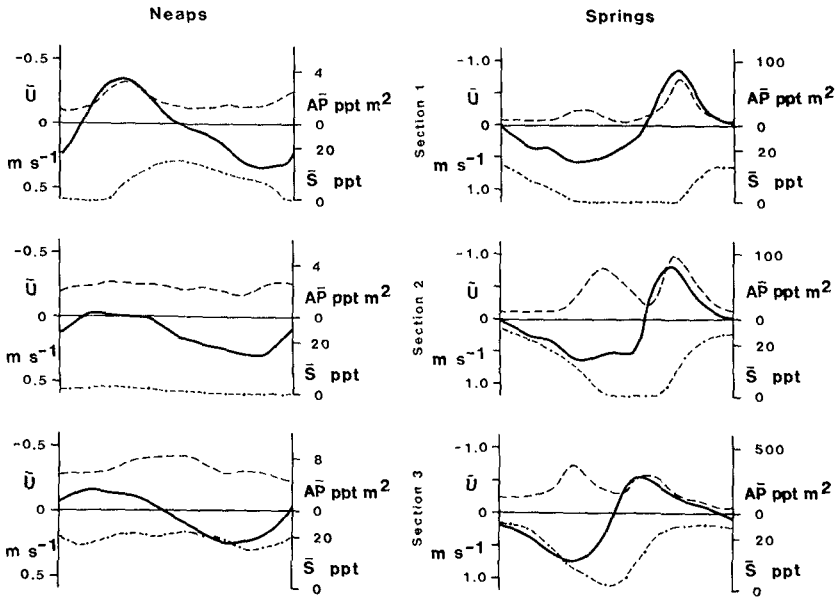 Neaps
Springs
-0.5
Ũ
0
m s⁻¹
0.5
4
AP̄ ppt m²
0
20
S̄ ppt
0
Section 1
-1.0
Ũ
0
m s⁻¹
1.0
100
AP̄ ppt m²
0
20
S̄ ppt
0
-0.5
Ũ
0
m s⁻¹
0.5
4
AP̄ ppt m²
0
20
S̄ ppt
0
Section 2
-1.0
Ũ
0
m s⁻¹
1.0
100
AP̄ ppt m²
0
20
S̄ ppt
0
-0.5
Ũ
0
m s⁻¹
0.5
8
AP̄ ppt m²
0
20
S̄ ppt
0
Section 3
-1.0
Ũ
0
m s⁻¹
1.0
500
AP̄ ppt m²
0
20
S̄ ppt
0